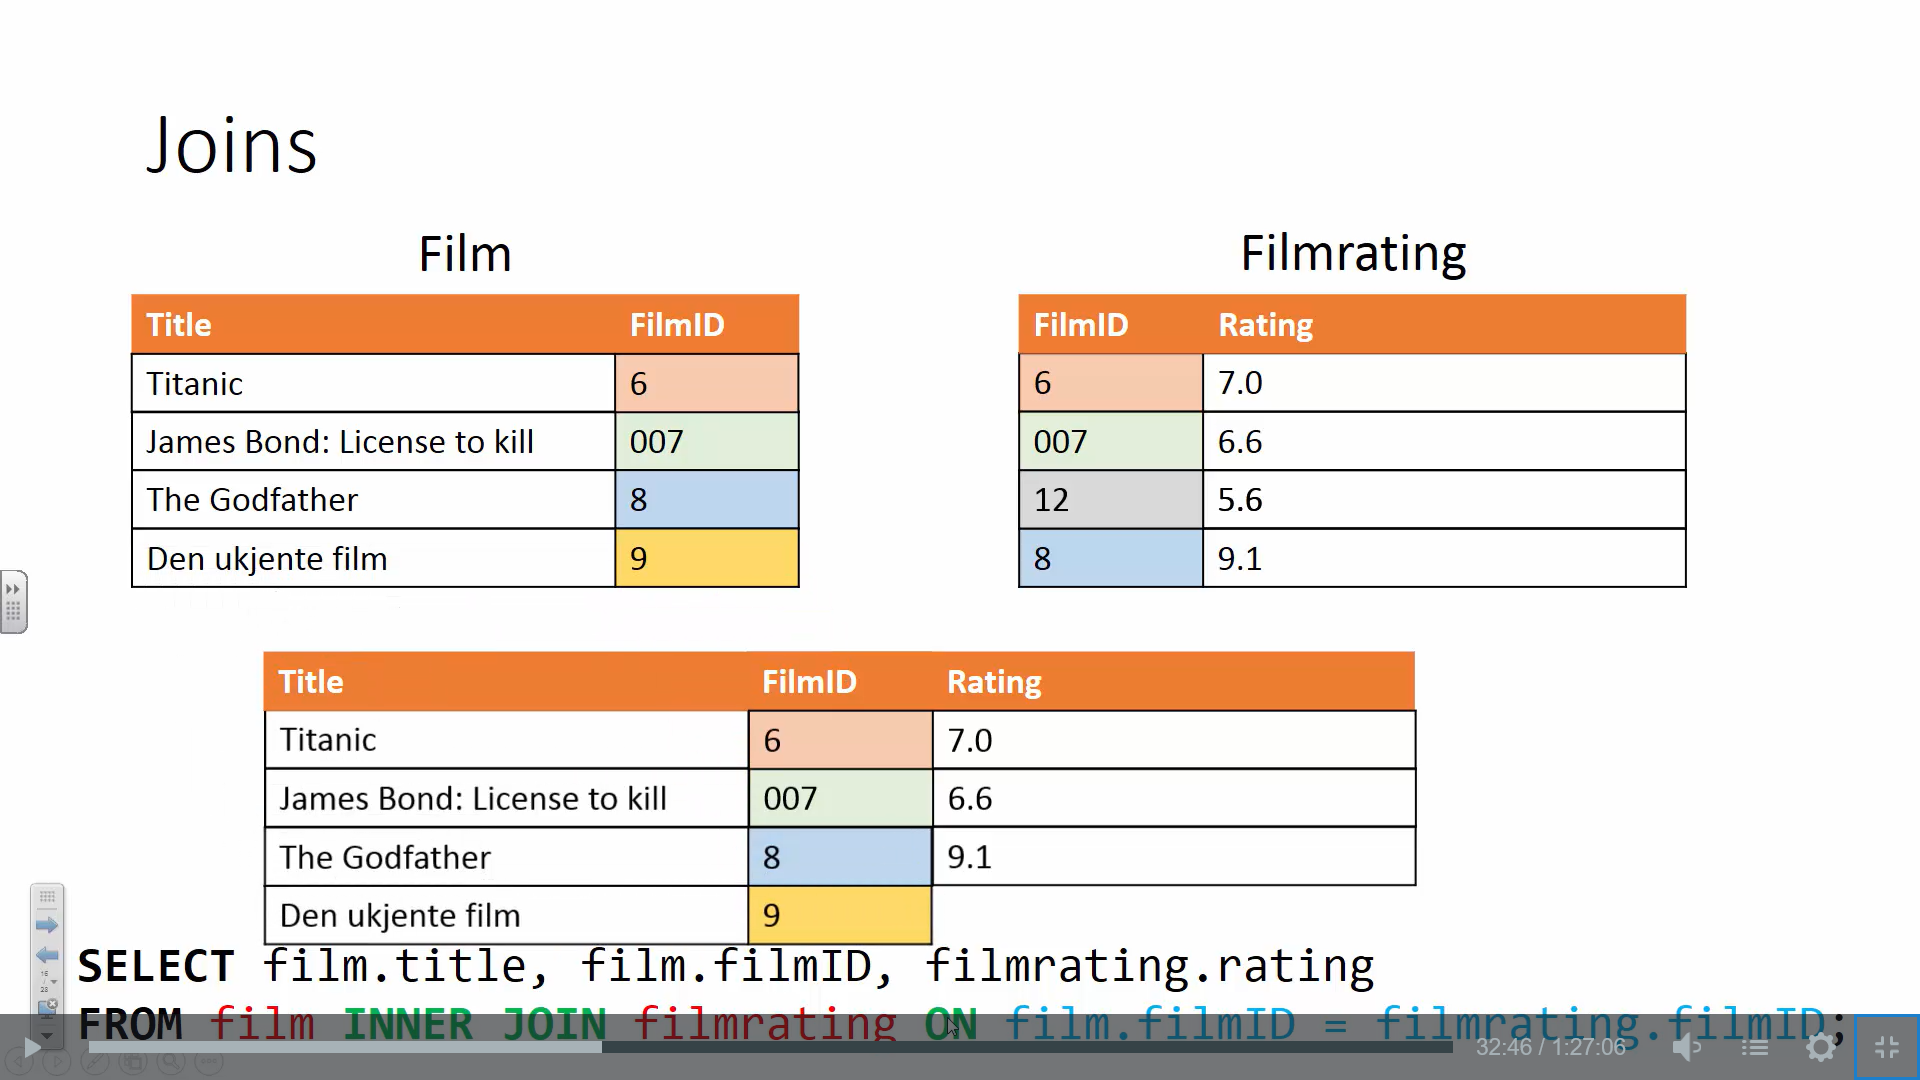 Joins
Film
Filmrating
Title FilmID
Titanic 6
James Bond: License to kill 007
The Godfather 8
Den ukjente film 9
FilmID Rating
6 7.0
007 6.6
12 5.6
8 9.1
Title FilmID Rating
Titanic 6 7.0
James Bond: License to kill 007 6.6
The Godfather 8 9.1
Den ukjente film 9
SELECT film.title, film.filmID, filmrating.rating
FROM film INNER JOIN filmrating ON film.filmID = filmrating.filmID;
32:46 / 1:27:06